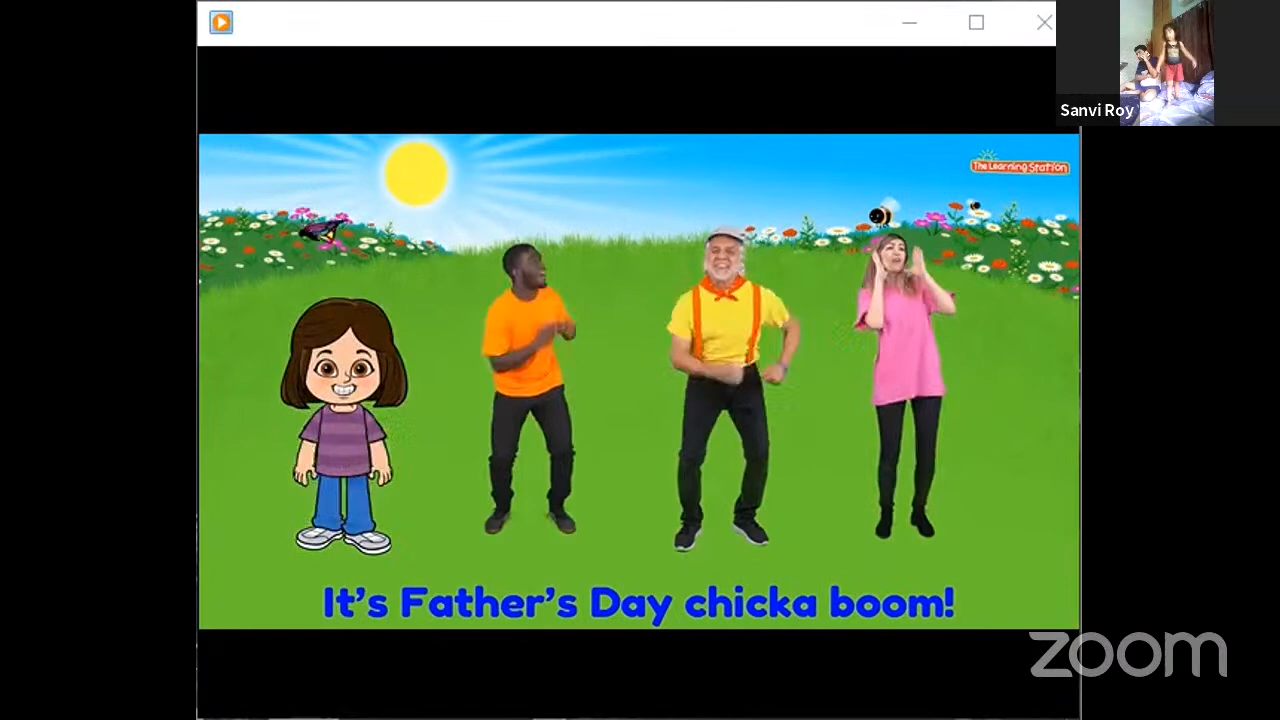 Sanvi Roy
The Learning Station
It's Father's Day chicka boom!
zoom